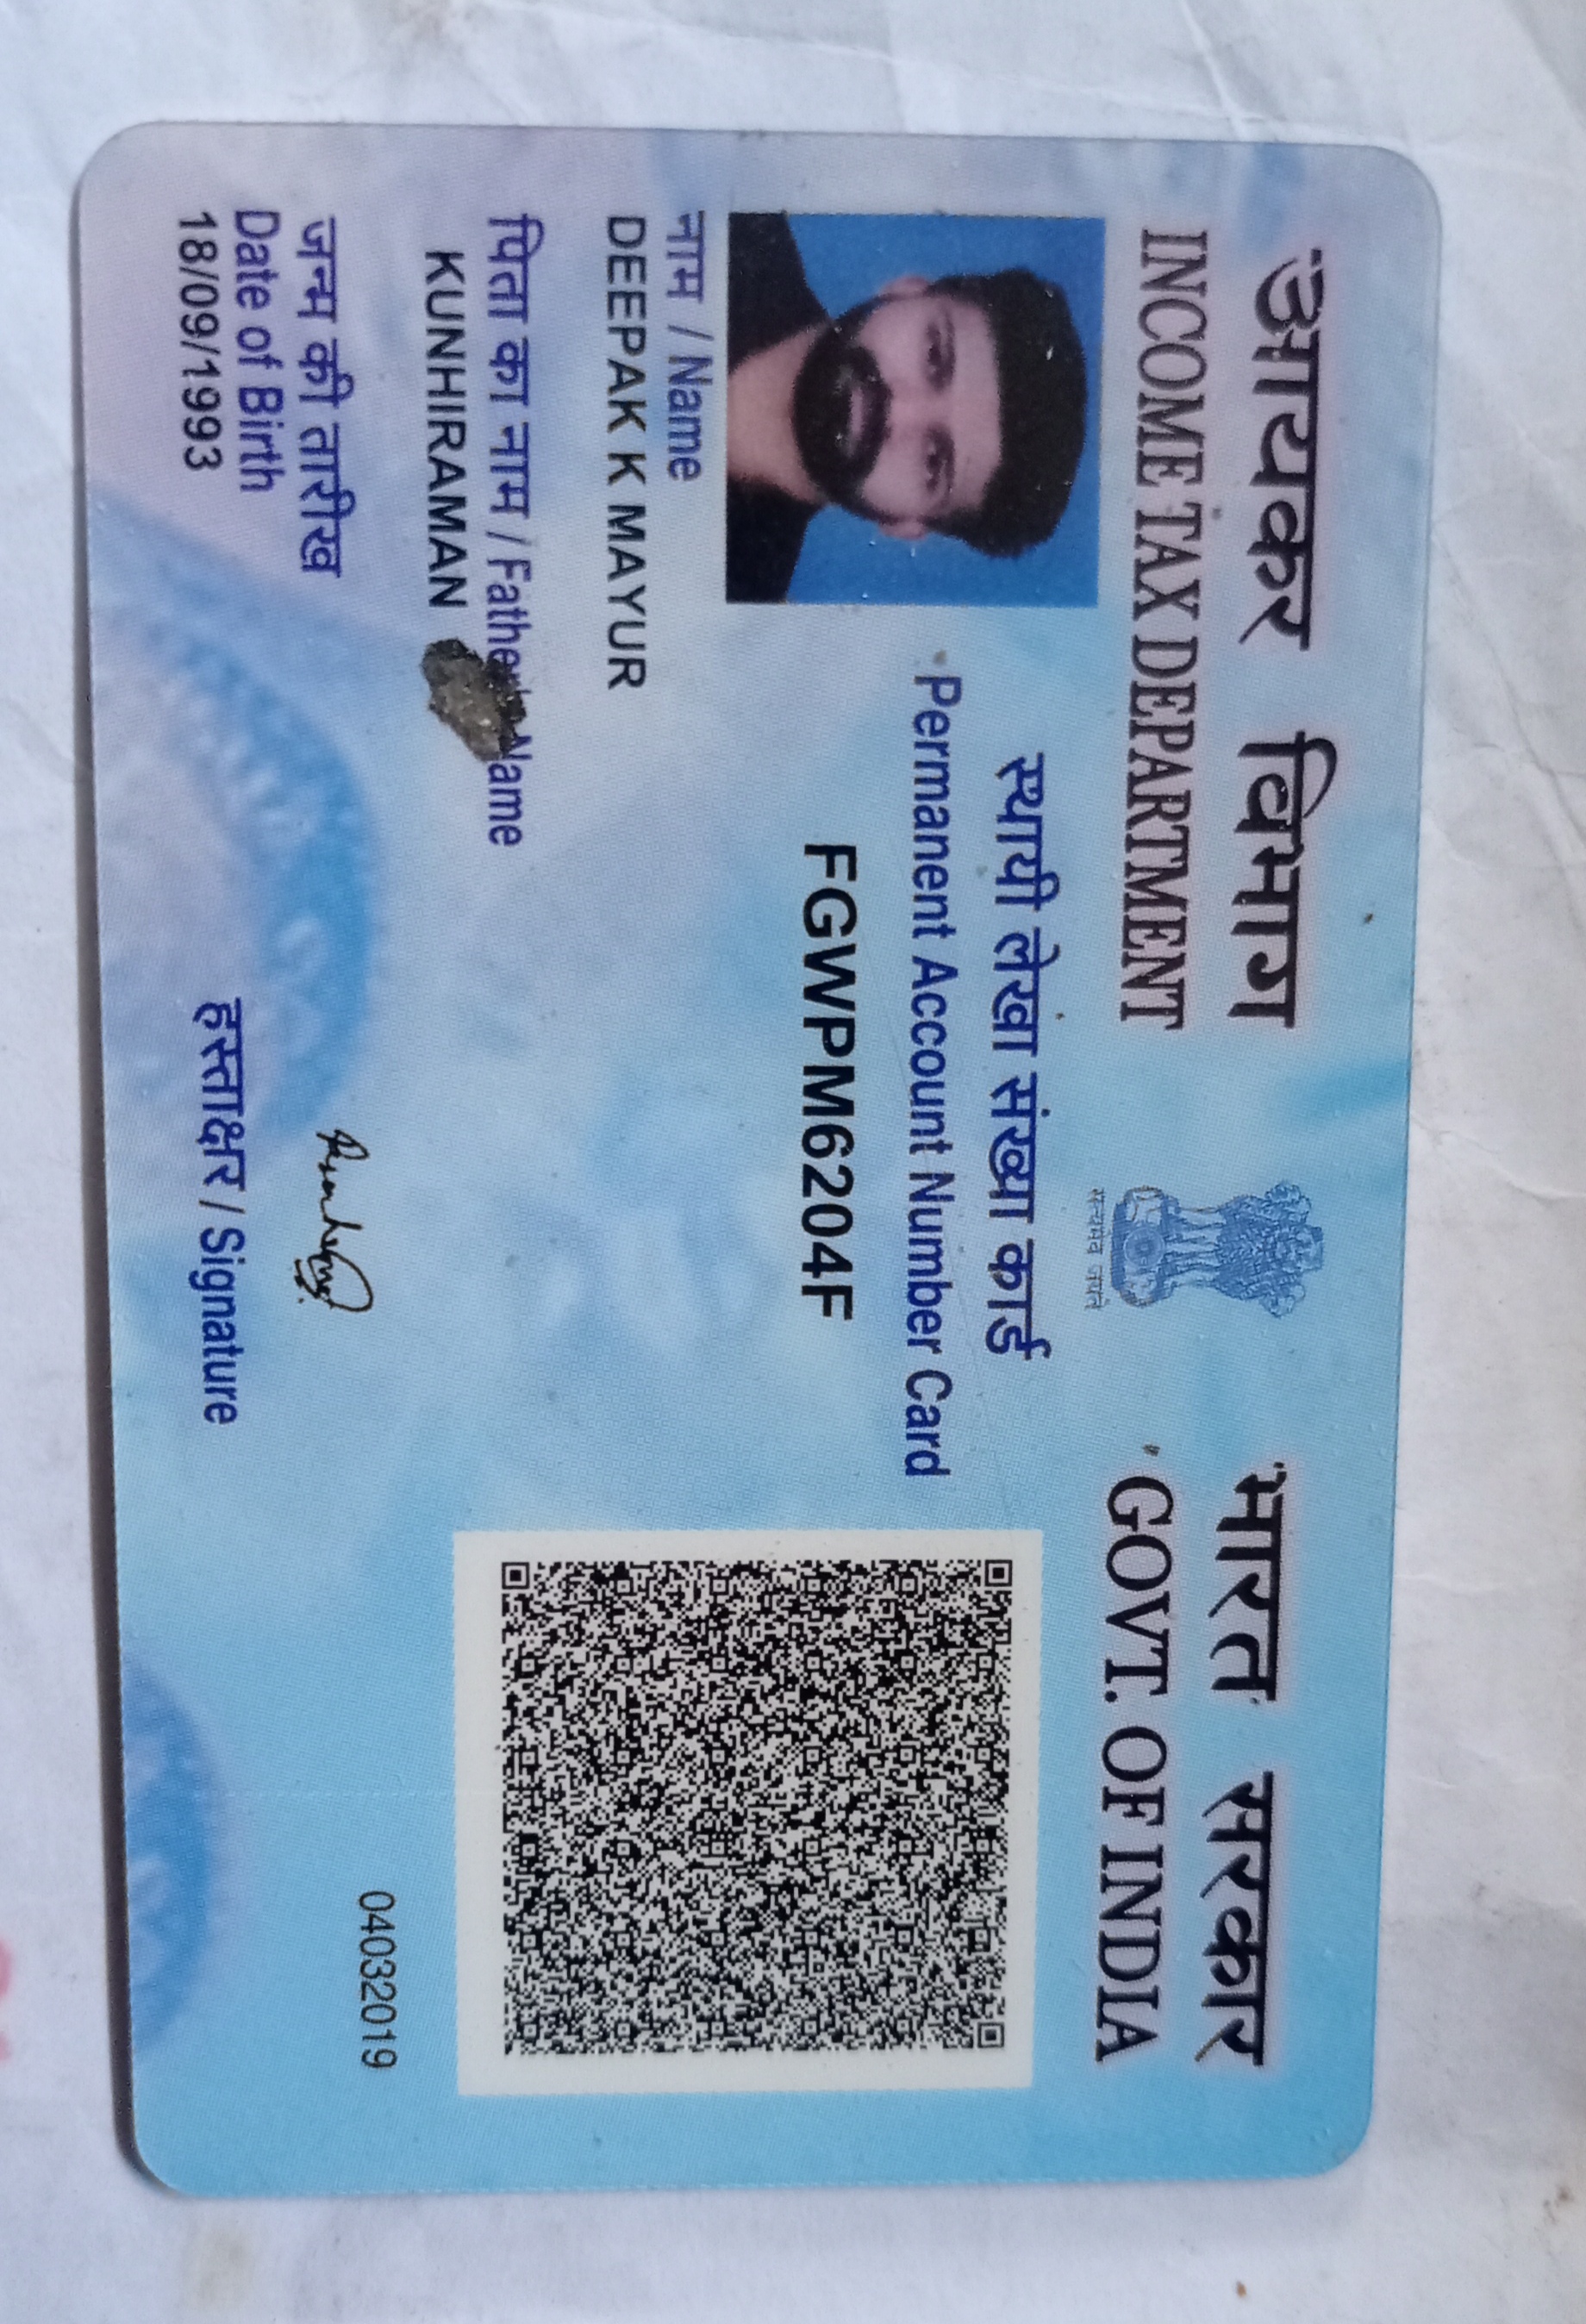 आयकर विभाग
INCOME TAX DEPARTMENT
सत्यमेव जयते
भारत सरकार
GOVT. OF INDIA
स्थायी लेखा संख्या कार्ड
Permanent Account Number Card
FGWPM6204F
नाम / Name
DEEPAK K MAYUR
पिता का नाम / Father's Name
KUNHIRAMAN
जन्म की तारीख
Date of Birth
18/09/1993
हस्ताक्षर / Signature
04032019